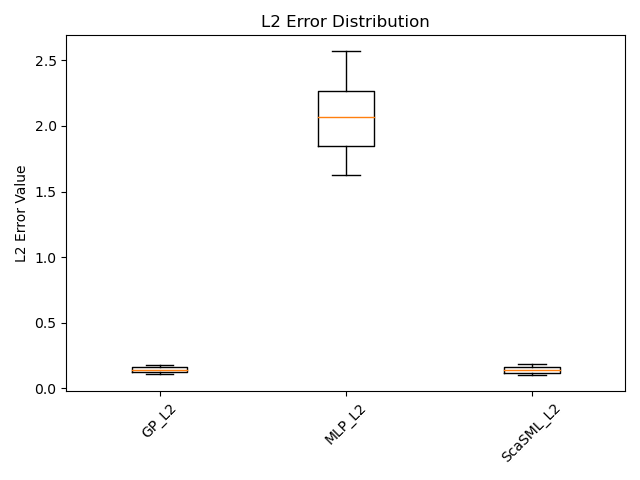 L2 Error Distribution
L2 Error Value
2.5
2.0
1.5
1.0
0.5
0.0
GP_L2
MLP_L2
ScaSML_L2